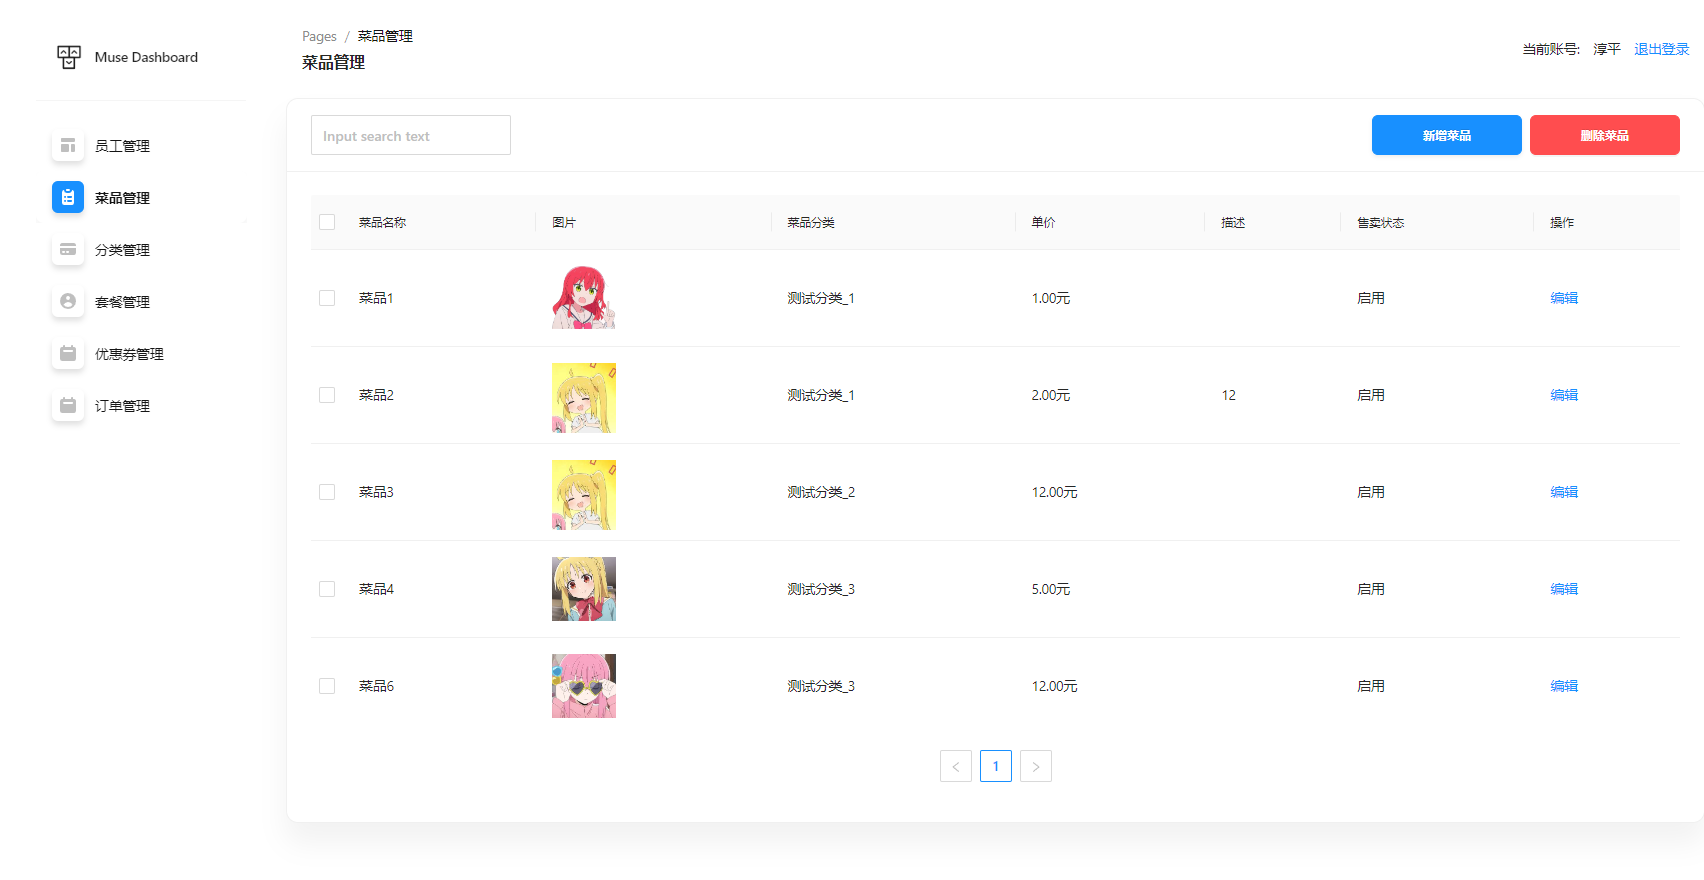 Muse Dashboard
员工管理
菜品管理
分类管理
套餐管理
优惠券管理
订单管理
Pages / 菜品管理
菜品管理
当前账号: 淳平 退出登录
Input search text
新增菜品 删除菜品
菜品名称 图片 菜品分类 单价 描述 售卖状态 操作
菜品1 测试分类_1 1.00元 启用 编辑
菜品2 测试分类_1 2.00元 12 启用 编辑
菜品3 测试分类_2 12.00元 启用 编辑
菜品4 测试分类_3 5.00元 启用 编辑
菜品6 测试分类_3 12.00元 启用 编辑
< 1 >